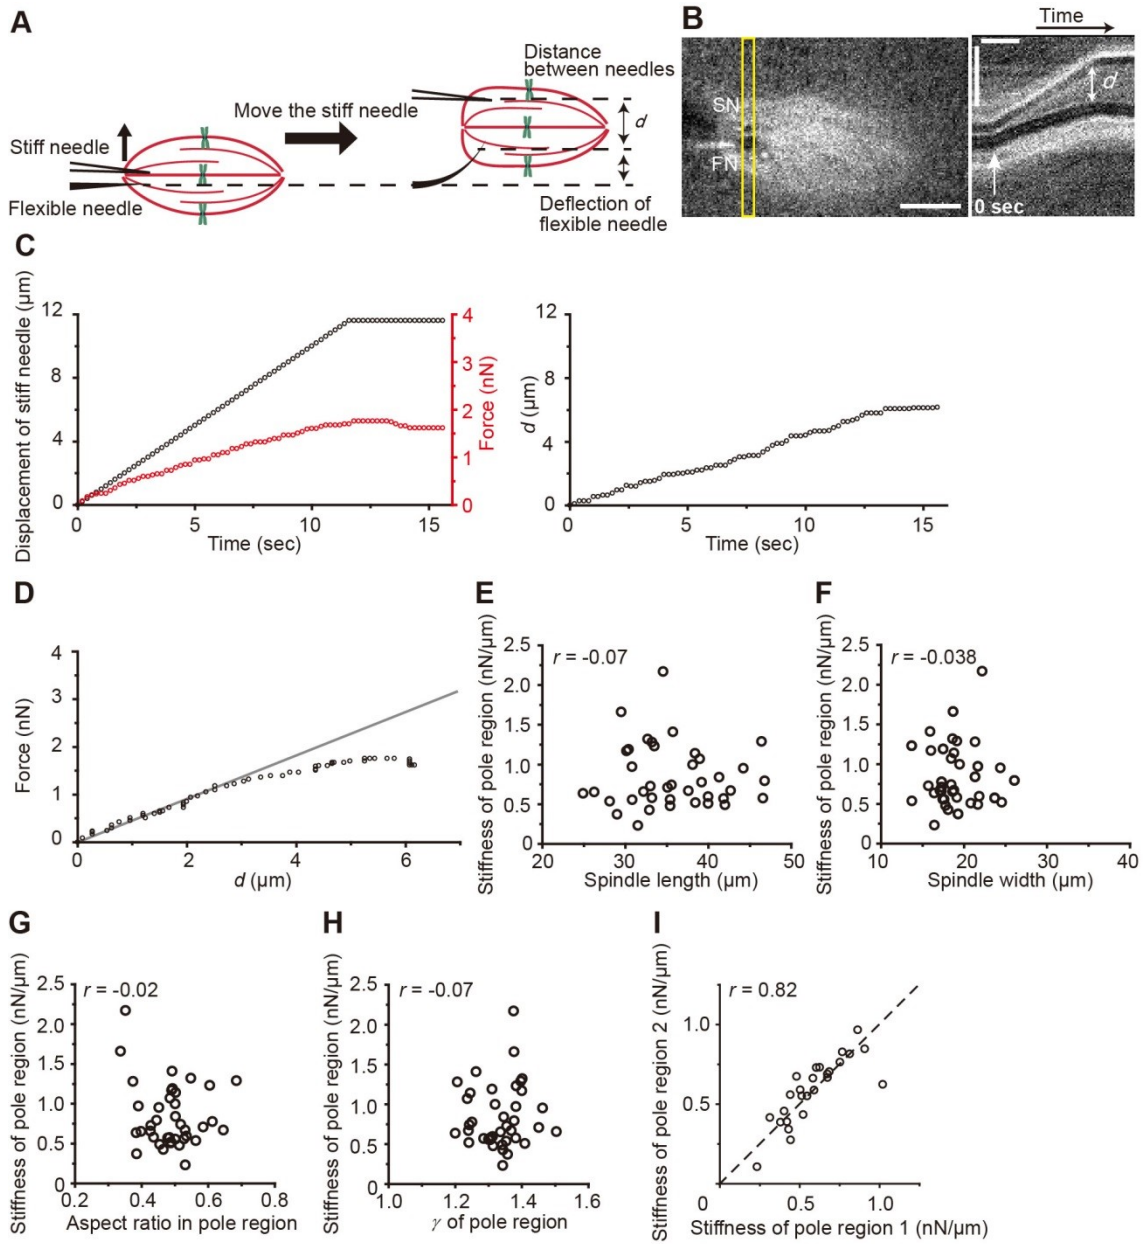 A
Distance
between needles
Move the stiff needle
d
Stiff needle
Flexible needle
Deflection of
flexible needle
B
Time
SN
FN
d
0 sec
C
Displacement of stiff needle (μm)
12
8
4
0
0
5
10
15
Time (sec)
4
3
2
1
0
Force (nN)
d (μm)
12
8
4
0
0
5
10
15
Time (sec)
D
Force (nN)
4
3
2
1
0
0
2
4
6
d (μm)
E
Stiffness of pole region (nN/μm)
2.5
2.0
1.5
1.0
0.5
0
r = -0.07
20
30
40
50
Spindle length (μm)
F
Stiffness of pole region (nN/μm)
2.5
2.0
1.5
1.0
0.5
0
r = -0.038
10
20
30
40
Spindle width (μm)
G
Stiffness of pole region (nN/μm)
2.5
2.0
1.5
1.0
0.5
0
r = -0.02
0.2
0.4
0.6
0.8
Aspect ratio in pole region
H
Stiffness of pole region (nN/μm)
2.5
2.0
1.5
1.0
0.5
0
r = -0.07
1.0
1.2
1.4
1.6
γ of pole region
I
Stiffness of pole region 2 (nN/μm)
1.0
0.5
0
r = 0.82
0
0.5
1.0
Stiffness of pole region 1 (nN/μm)